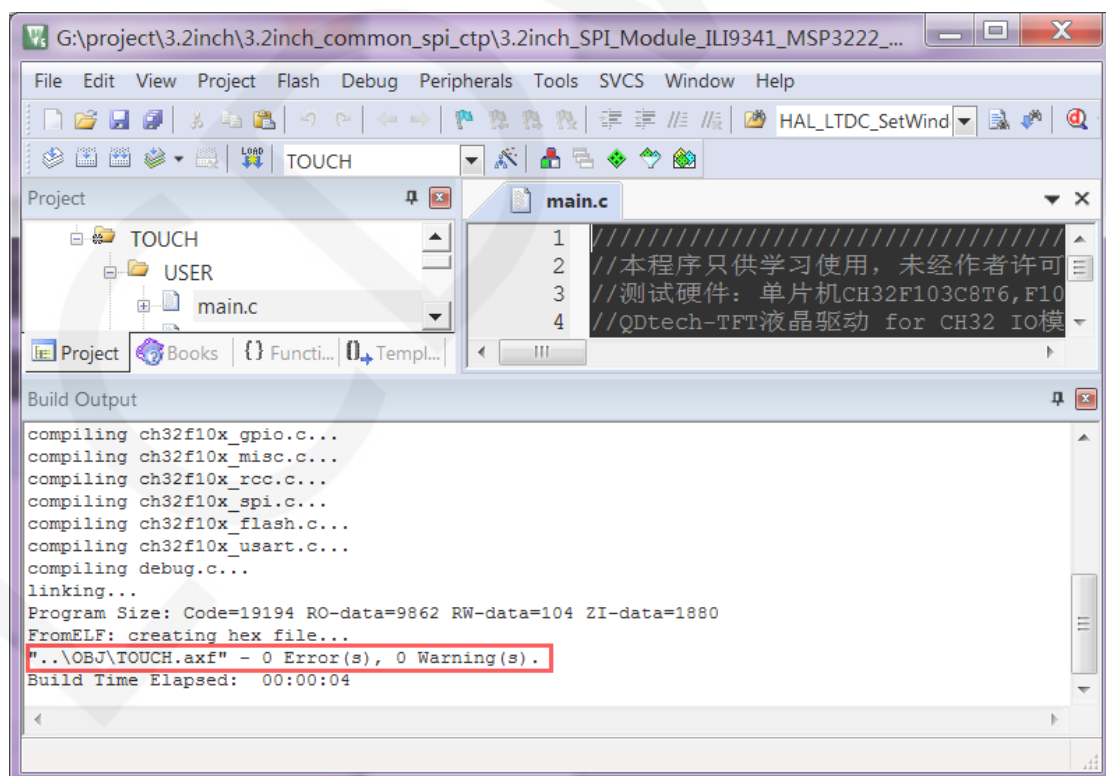 G:\project\3.2inch\3.2inch_common_spi_ctp\3.2inch_SPI_Module_ILI9341_MSP3222_...
File Edit View Project Flash Debug Peripherals Tools SVCS Window Help
HAL_LTDC_SetWind
LOAD TOUCH
Project
TOUCH
USER
main.c
Project Books {} Functi... Templ...
main.c
1 //////////////////////////////////
2 //本程序只供学习使用，未经作者许可
3 //测试硬件：单片机CH32F103C8T6,F10
4 //QDtech-TFT液晶驱动 for CH32 IO模
Build Output
compiling ch32f10x_gpio.c...
compiling ch32f10x_misc.c...
compiling ch32f10x_rcc.c...
compiling ch32f10x_spi.c...
compiling ch32f10x_flash.c...
compiling ch32f10x_usart.c...
compiling debug.c...
linking...
Program Size: Code=19194 RO-data=9862 RW-data=104 ZI-data=1880
FromELF: creating hex file...
"..\OBJ\TOUCH.axf" - 0 Error(s), 0 Warning(s).
Build Time Elapsed:  00:00:04